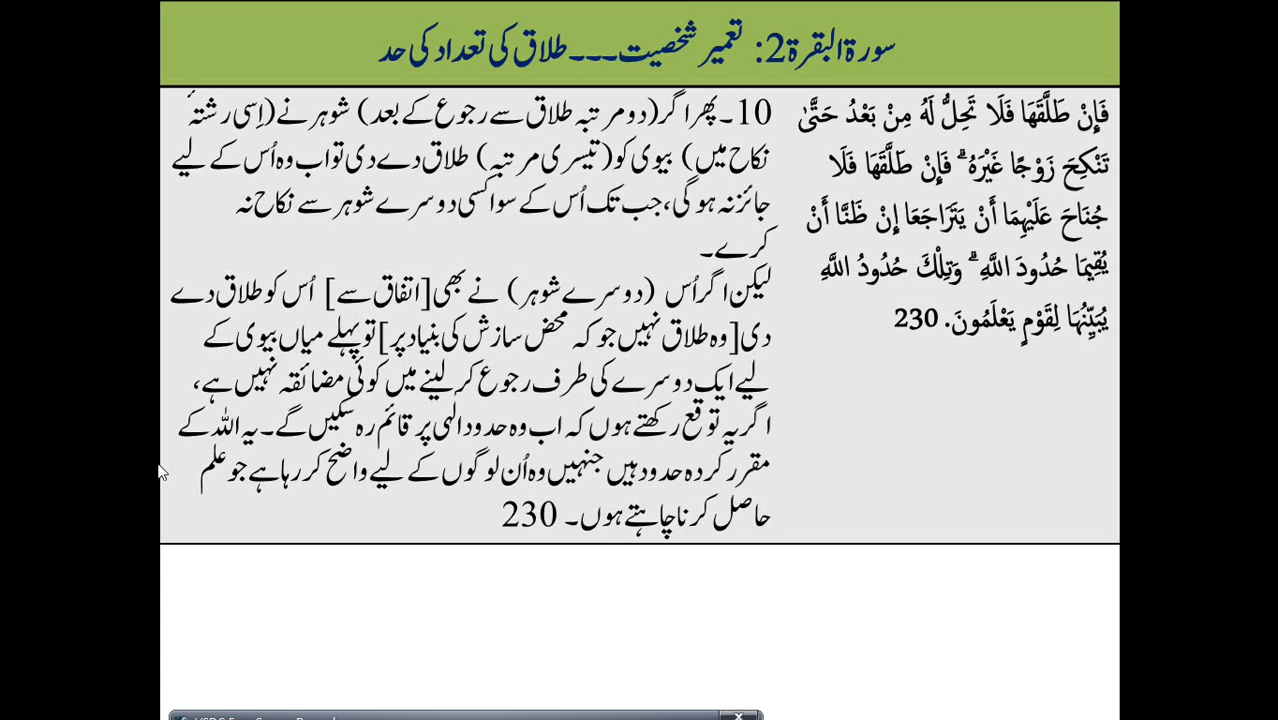 سورۃ البقرۃ 2: تعمیر شخصیت۔۔۔طلاق کی تعداد کی حد
فَإِنْ طَلَّقَهَا فَلَا تَحِلُّ لَهُ مِنْ بَعْدُ حَتَّىٰ
تَنْكِحَ زَوْجًا غَيْرَهُ ۗ فَإِنْ طَلَّقَهَا فَلَا
جُنَاحَ عَلَيْهِمَا أَنْ يَتَرَاجَعَا إِنْ ظَنَّا أَنْ
يُقِيمَا حُدُودَ اللَّهِ ۗ وَتِلْكَ حُدُودُ اللَّهِ
يُبَيِّنُهَا لِقَوْمٍ يَعْلَمُونَ. 230
10۔ پھر اگر (دو مرتبہ طلاق سے رجوع کے بعد) شوہر نے (اِسی رشتہٴ
نکاح میں) بیوی کو (تیسری مرتبہ) طلاق دے دی تو اب وہ اُس کے لیے
جائز نہ ہو گی، جب تک اُس کے سوا کسی دوسرے شوہر سے نکاح نہ
کرے۔
لیکن اگر اُس (دوسرے شوہر) نے بھی [اتفاق سے] اُس کو طلاق دے
دی [وہ طلاق نہیں جو کہ محض سازش کی بنیاد پر] تو پہلے میاں بیوی کے
لیے ایک دوسرے کی طرف رجوع کر لینے میں کوئی مضائقہ نہیں ہے،
اگر یہ توقع رکھتے ہوں کہ اب وہ حدود الٰہی پر قائم رہ سکیں گے۔ یہ اللہ کے
مقرر کردہ حدود ہیں جنہیں وہ اُن لوگوں کے لیے واضح کر رہا ہے جو علم
حاصل کرنا چاہتے ہوں۔ 230